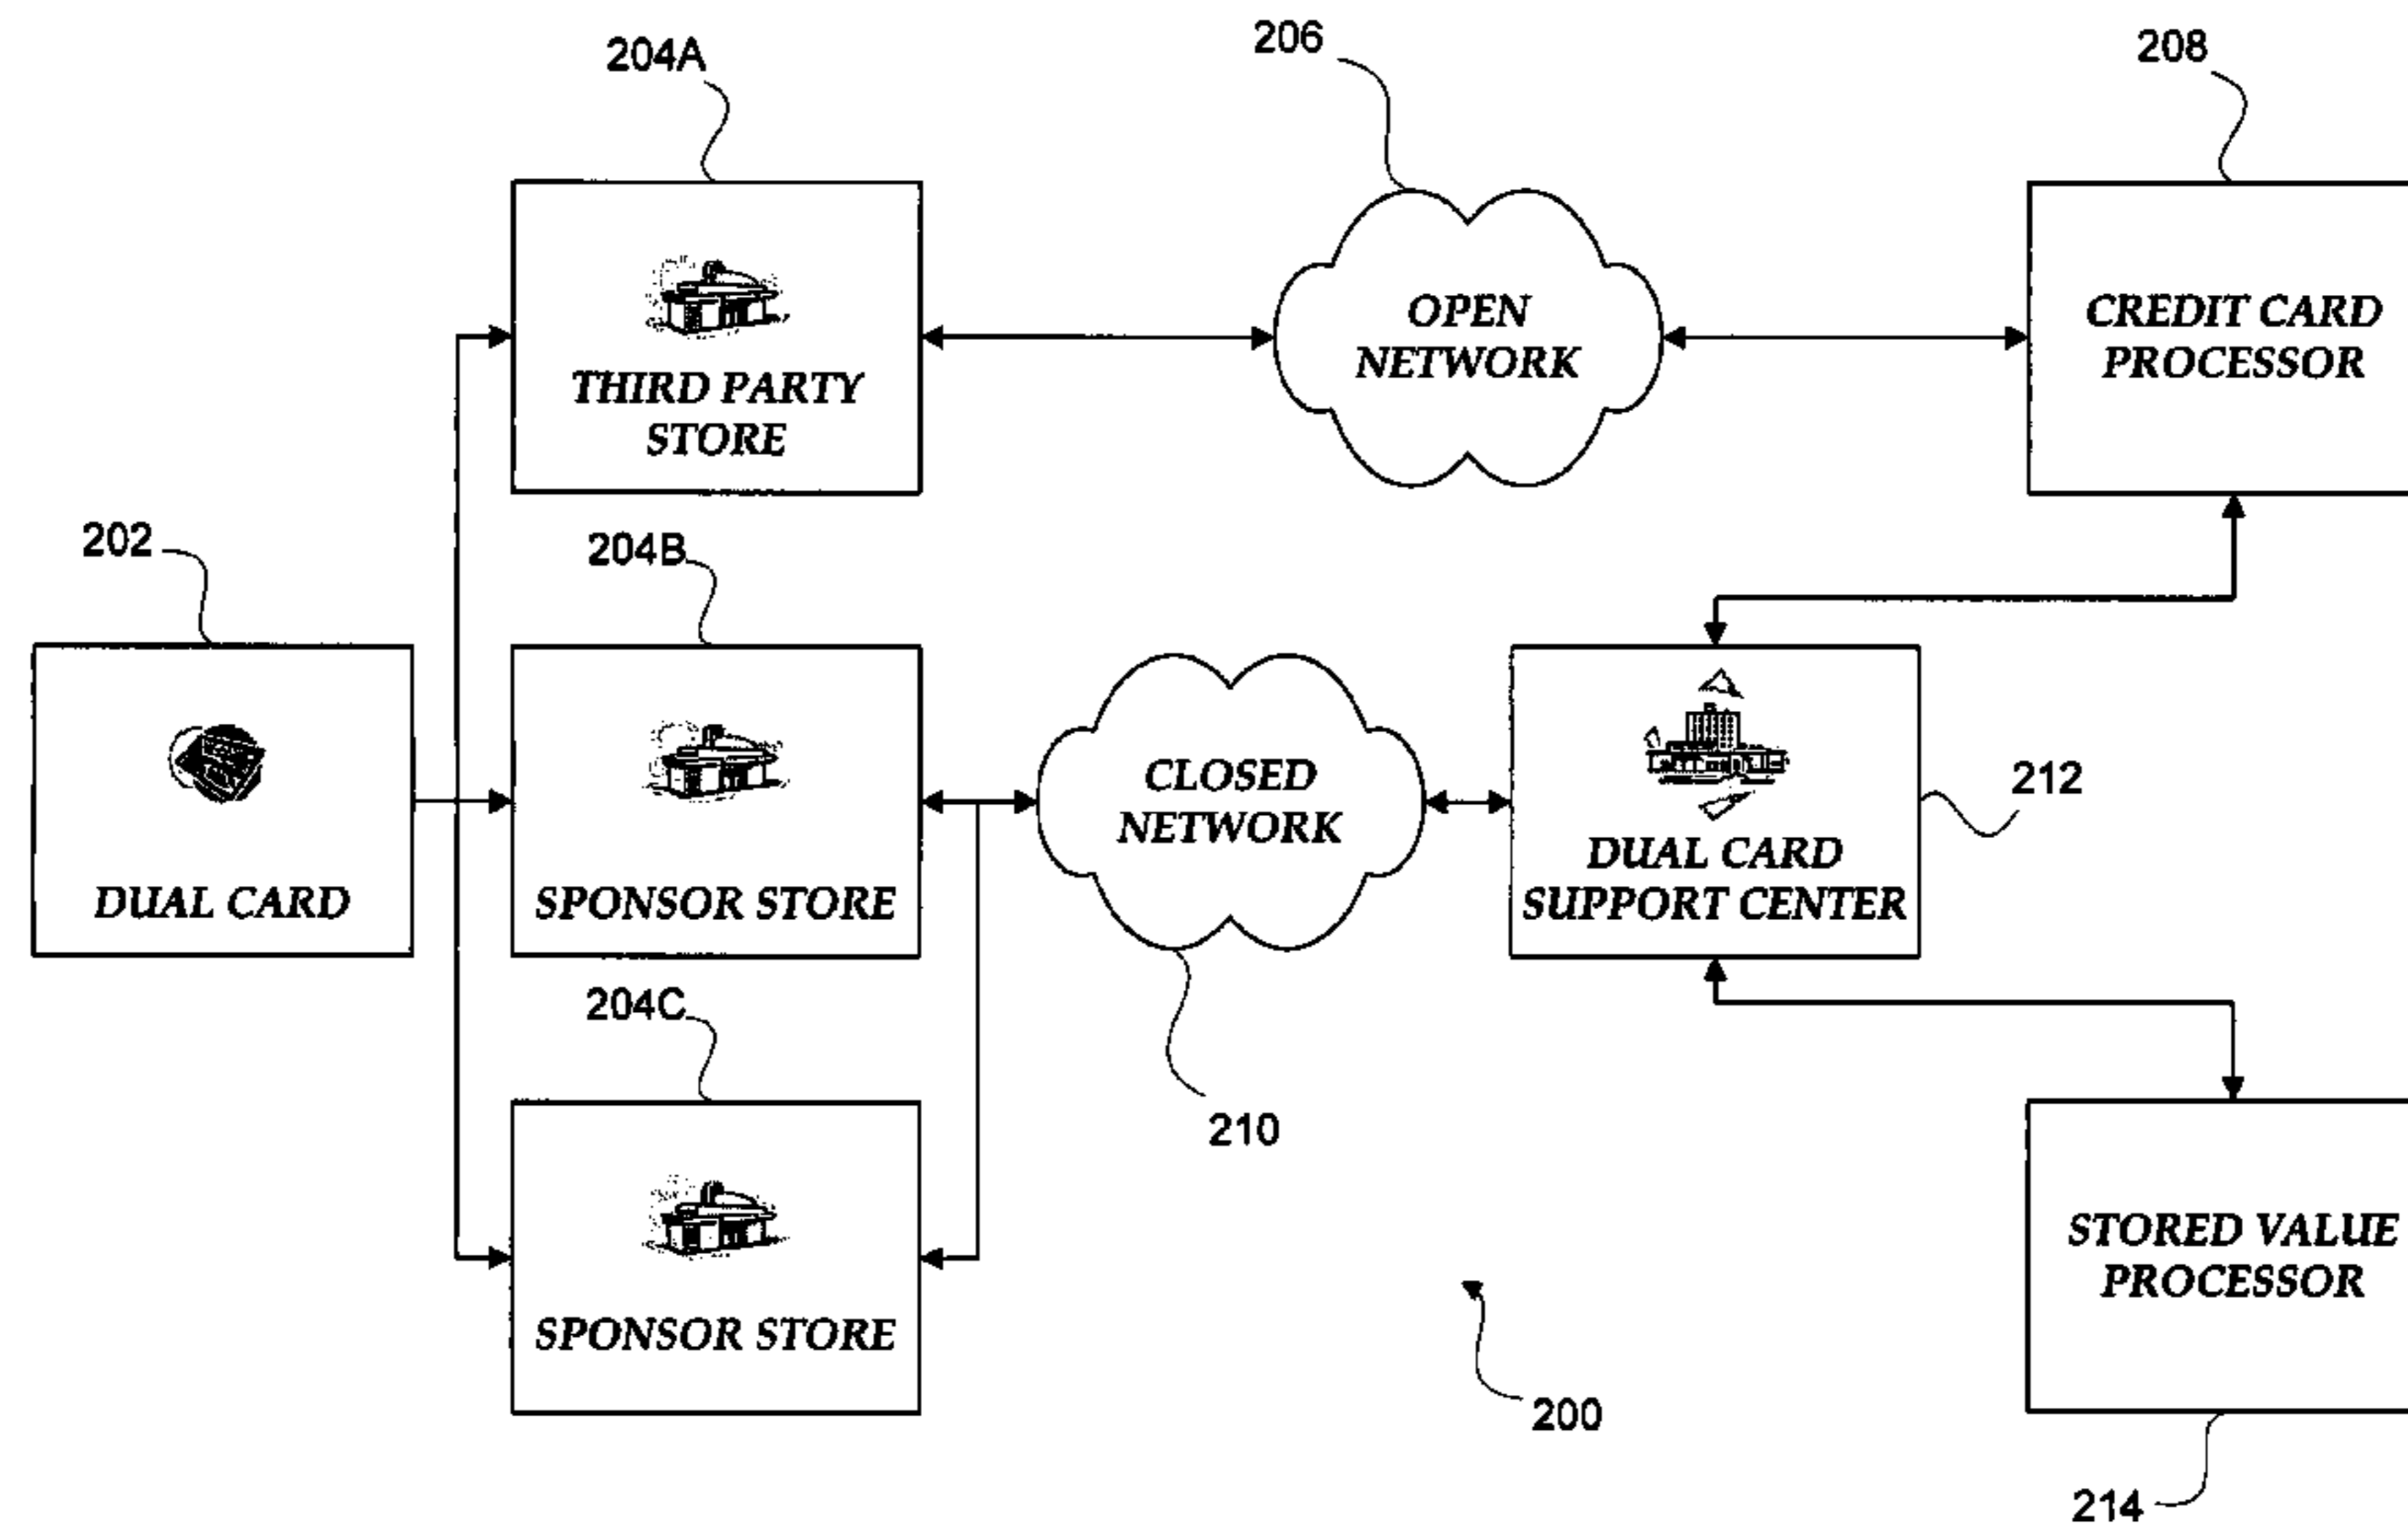 204A
206
208
OPEN
NETWORK
CREDIT CARD
PROCESSOR
THIRD PARTY
STORE
202
204B
DUAL CARD
SPONSOR STORE
CLOSED
NETWORK
DUAL CARD
SUPPORT CENTER
212
204C
210
SPONSOR STORE
STORED VALUE
PROCESSOR
200
214